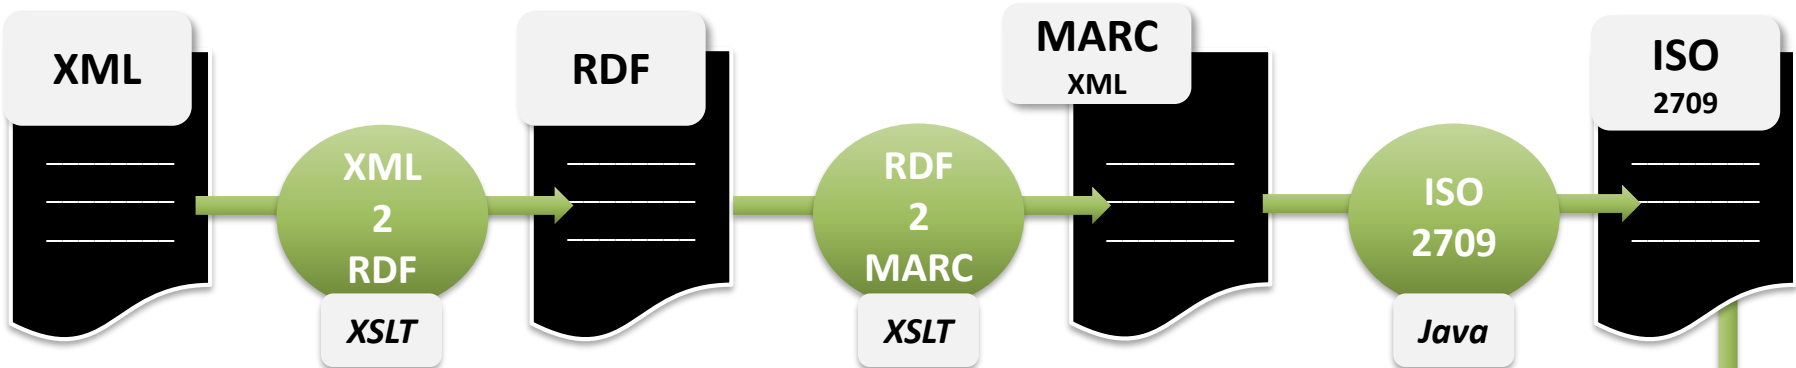 XML
XML
2
RDF
XSLT
RDF
RDF
2
MARC
XSLT
MARC
XML
ISO
2709
Java
ISO
2709